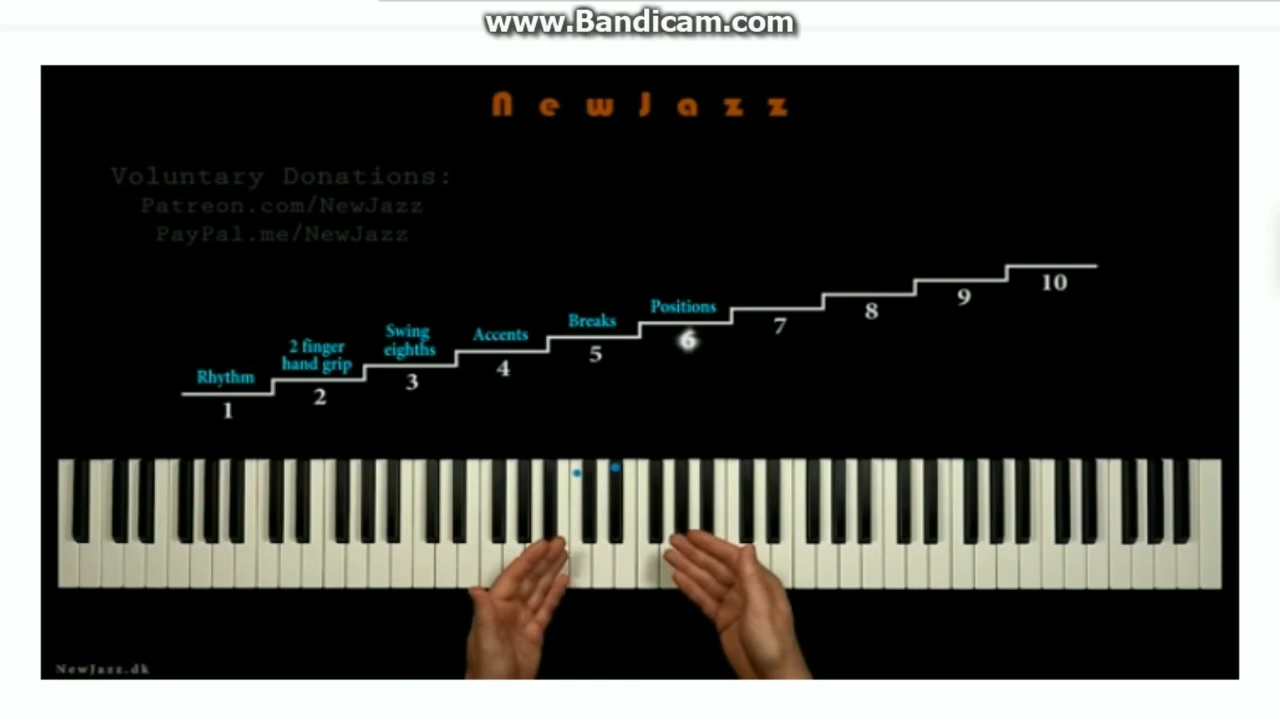 www.Bandicam.com
NewJazz
Voluntary Donations:
Patreon.com/NewJazz
PayPal.me/NewJazz
Rhythm
1
2 finger
hand grip
2
Swing
eighths
3
Accents
4
Breaks
5
Positions
6
7
8
9
10
NewJazz.dk